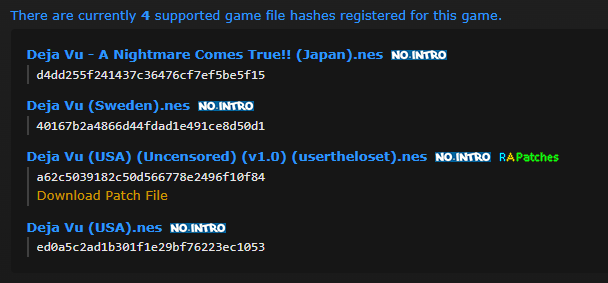 There are currently 4 supported game file hashes registered for this game.
Deja Vu - A Nightmare Comes True!! (Japan).nes NO-INTRO
d4dd255f241437c36476cf7ef5be5f15
Deja Vu (Sweden).nes NO-INTRO
40167b2a4866d44fdad1e491ce8d50d1
Deja Vu (USA) (Uncensored) (v1.0) (usertheloset).nes NO-INTRO RAPatches
a62c5039182c50d566778e2496f10f84
Download Patch File
Deja Vu (USA).nes NO-INTRO
ed0a5c2ad1b301f1e29bf76223ec1053